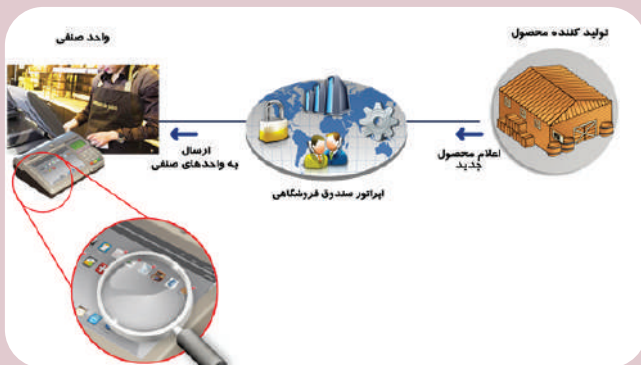 تولید کننده محصول
واحد صنفی
اعلام محصول
جدید
ارسال
به واحدهای صنفی
اپراتور صندوق فروشگاهی